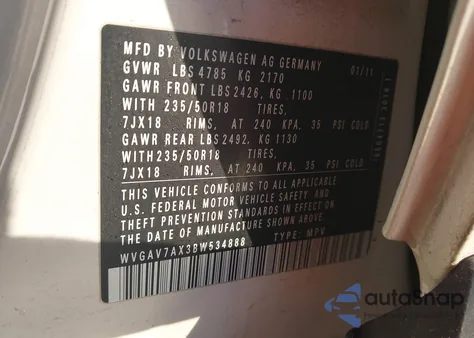 MFD BY VOLKSWAGEN AG GERMANY
GVWR LBS 4785 KG 2170 01/11
GAWR FRONT LBS 2426, KG 1100
WITH 235/50R18 TIRES,
7JX18 RIMS, AT 240 KPA, 35 PSI COLD
GAWR REAR LBS 2492, KG 1130
WITH 235/50R18 TIRES,
7JX18 RIMS, AT 240 KPA, 35 PSI COLD
THIS VEHICLE CONFORMS TO ALL APPLICABLE
U.S. FEDERAL MOTOR VEHICLE SAFETY AND
THEFT PREVENTION STANDARDS IN EFFECT ON
THE DATE OF MANUFACTURE SHOWN ABOVE
WVGAV7AX3BW534888 TYPE: MPV
autoSnap